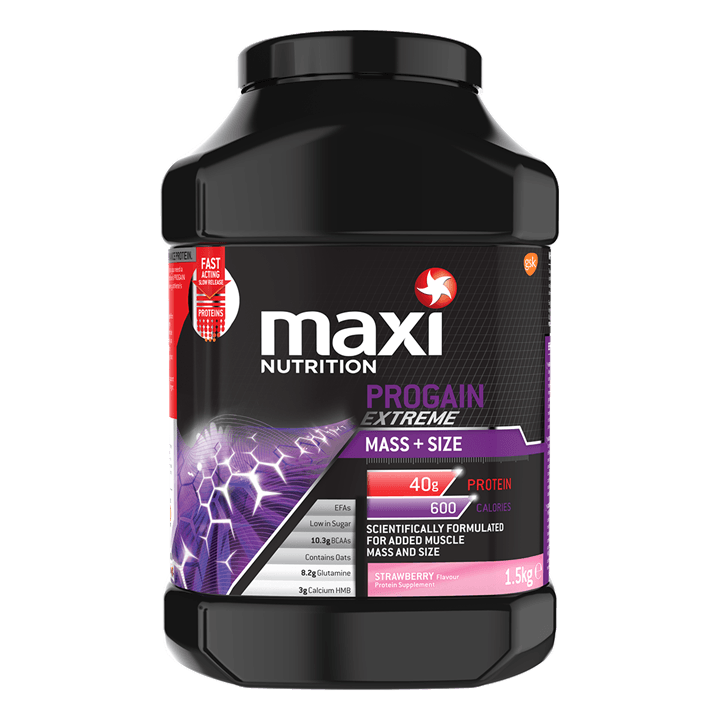 NCE PROTEIN.
FAST
ACTING
SLOW RELEASE
PROTEINS
gsk
maxi
NUTRITION
PROGAIN
EXTREME
MASS + SIZE
40g PROTEIN
600 CALORIES
EFAs
Low in Sugar
10.3g BCAAs
Contains Oats
8.2g Glutamine
3g Calcium HMB
SCIENTIFICALLY FORMULATED
FOR ADDED MUSCLE
MASS AND SIZE
STRAWBERRY Flavour
Protein Supplement.
1.5kg e